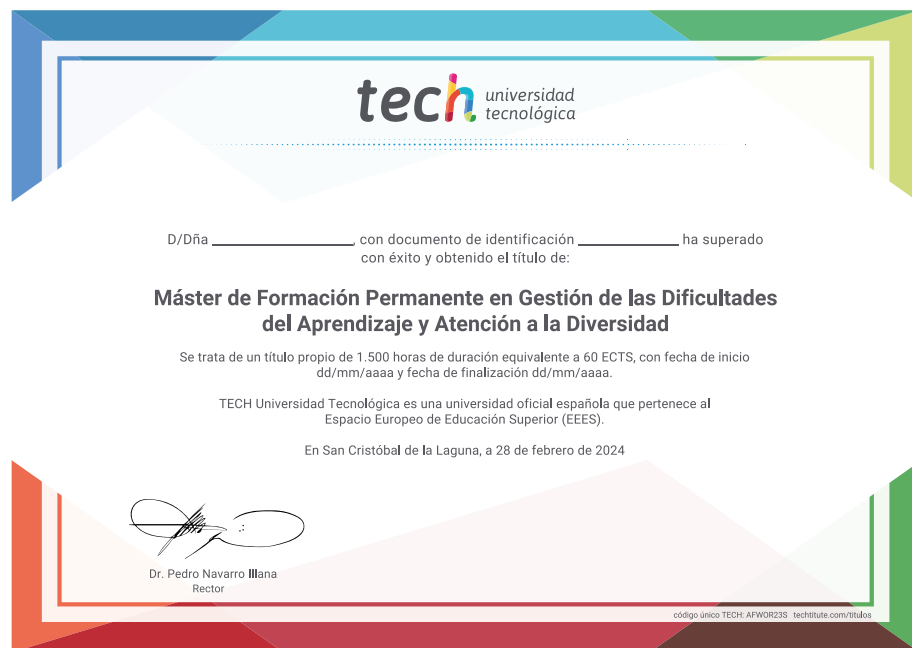 tech universidad
tecnológica
D/Dña ______________, con documento de identificación __________ ha superado
con éxito y obtenido el título de:
Máster de Formación Permanente en Gestión de las Dificultades
del Aprendizaje y Atención a la Diversidad
Se trata de un título propio de 1.500 horas de duración equivalente a 60 ECTS, con fecha de inicio
dd/mm/aaaa y fecha de finalización dd/mm/aaaa.
TECH Universidad Tecnológica es una universidad oficial española que pertenece al
Espacio Europeo de Educación Superior (EEES).
En San Cristóbal de la Laguna, a 28 de febrero de 2024
Dr. Pedro Navarro Illana
Rector
código único TECH: AFWOR23S techtitute.com/titulos